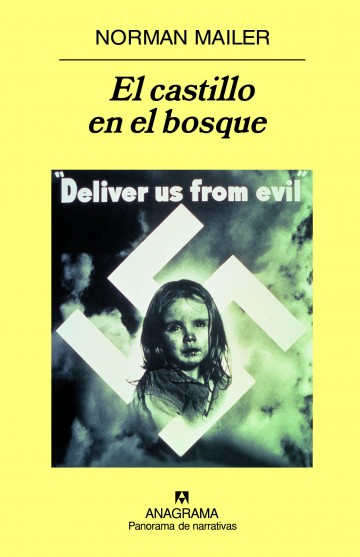 NORMAN MAILER
El castillo
en el bosque
"Deliver us from evil"
ANAGRAMA
Panorama de narrativas